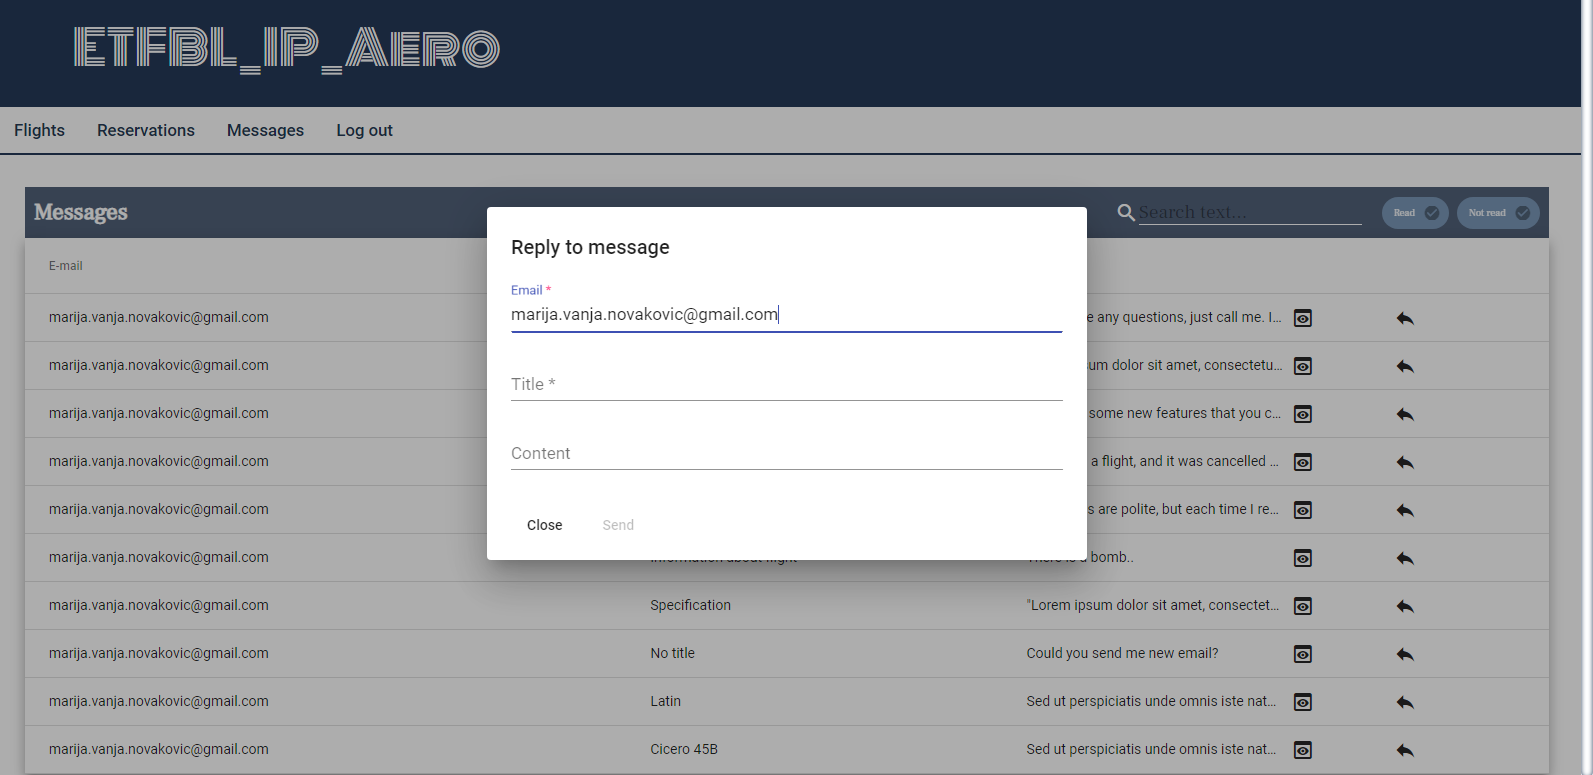 ETFBL_IP_Aero
Flights Reservations Messages Log out
Messages Search text... Read Not read
E-mail
Reply to message
Email *
marija.vanja.novakovic@gmail.com
Title *
Content
Close Send
marija.vanja.novakovic@gmail.com e any questions, just call me. I...
marija.vanja.novakovic@gmail.com um dolor sit amet, consectetu...
marija.vanja.novakovic@gmail.com some new features that you c...
marija.vanja.novakovic@gmail.com a flight, and it was cancelled ...
marija.vanja.novakovic@gmail.com s are polite, but each time I re...
marija.vanja.novakovic@gmail.com Information about flight There is a bomb..
marija.vanja.novakovic@gmail.com Specification "Lorem ipsum dolor sit amet, consectet...
marija.vanja.novakovic@gmail.com No title Could you send me new email?
marija.vanja.novakovic@gmail.com Latin Sed ut perspiciatis unde omnis iste nat...
marija.vanja.novakovic@gmail.com Cicero 45B Sed ut perspiciatis unde omnis iste nat...